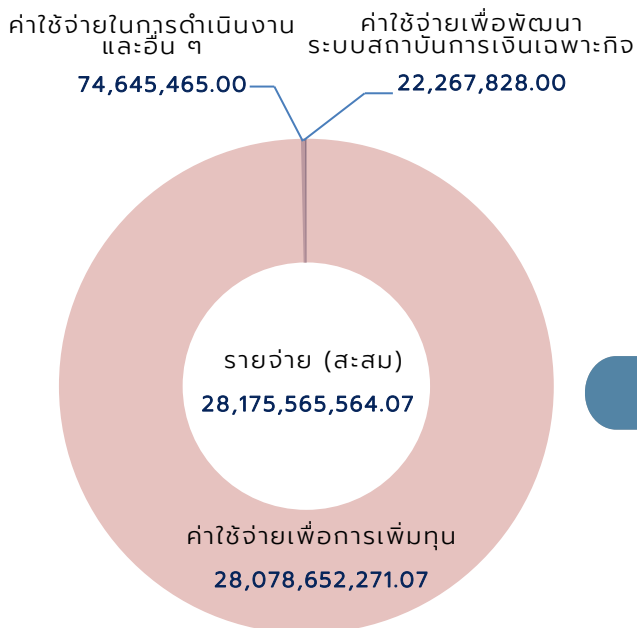 ค่าใช้จ่ายในการดำเนินงาน
และอื่น ๆ
74,645,465.00
ค่าใช้จ่ายเพื่อพัฒนา
ระบบสถาบันการเงินเฉพาะกิจ
22,267,828.00
รายจ่าย (สะสม)
28,175,565,564.07
ค่าใช้จ่ายเพื่อการเพิ่มทุน
28,078,652,271.07